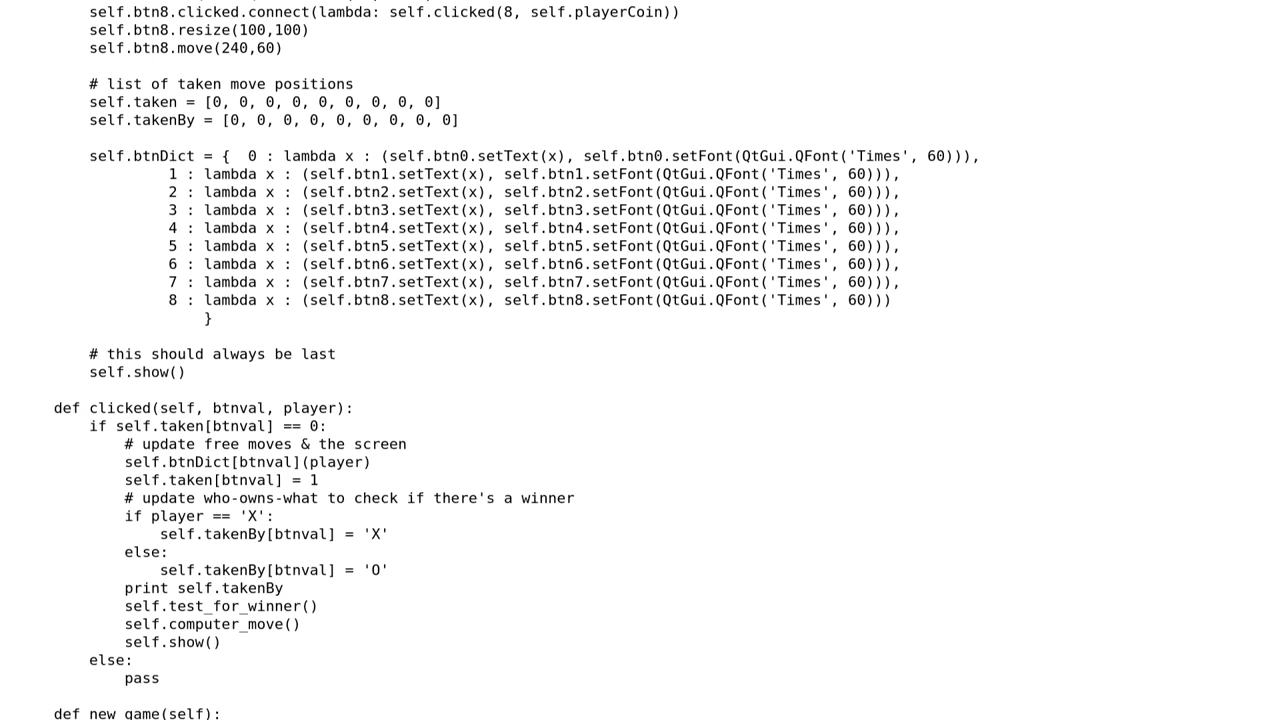 self.btn8.clicked.connect(lambda: self.clicked(8, self.playerCoin))
self.btn8.resize(100,100)
self.btn8.move(240,60)
# list of taken move positions
self.taken = [0, 0, 0, 0, 0, 0, 0, 0, 0]
self.takenBy = [0, 0, 0, 0, 0, 0, 0, 0, 0]
self.btnDict = {  0 : lambda x : (self.btn0.setText(x), self.btn0.setFont(QtGui.QFont('Times', 60))),
1 : lambda x : (self.btn1.setText(x), self.btn1.setFont(QtGui.QFont('Times', 60))),
2 : lambda x : (self.btn2.setText(x), self.btn2.setFont(QtGui.QFont('Times', 60))),
3 : lambda x : (self.btn3.setText(x), self.btn3.setFont(QtGui.QFont('Times', 60))),
4 : lambda x : (self.btn4.setText(x), self.btn4.setFont(QtGui.QFont('Times', 60))),
5 : lambda x : (self.btn5.setText(x), self.btn5.setFont(QtGui.QFont('Times', 60))),
6 : lambda x : (self.btn6.setText(x), self.btn6.setFont(QtGui.QFont('Times', 60))),
7 : lambda x : (self.btn7.setText(x), self.btn7.setFont(QtGui.QFont('Times', 60))),
8 : lambda x : (self.btn8.setText(x), self.btn8.setFont(QtGui.QFont('Times', 60)))
}
# this should always be last
self.show()
def clicked(self, btnval, player):
if self.taken[btnval] == 0:
# update free moves & the screen
self.btnDict[btnval](player)
self.taken[btnval] = 1
# update who-owns-what to check if there's a winner
if player == 'X':
self.takenBy[btnval] = 'X'
else:
self.takenBy[btnval] = 'O'
print self.takenBy
self.test_for_winner()
self.computer_move()
self.show()
else:
pass
def new game(self):